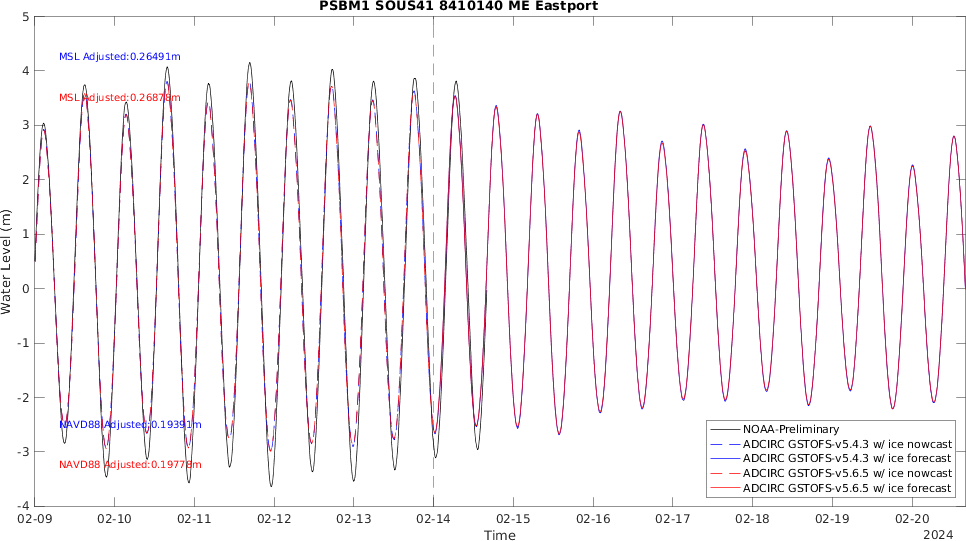 PSBM1 SOUS41 8410140 ME Eastport
5
MSL Adjusted:0.26491m
4
MSL Adjusted:0.26878m
3
2
1
Water Level (m)
0
-1
-2
NAVD88 Adjusted:0.19391m
-3
NAVD88 Adjusted:0.19778m
-4
NOAA-Preliminary
ADCIRC GSTOFS-v5.4.3 w/ ice nowcast
ADCIRC GSTOFS-v5.4.3 w/ ice forecast
ADCIRC GSTOFS-v5.6.5 w/ ice nowcast
ADCIRC GSTOFS-v5.6.5 w/ ice forecast
02-09 02-10 02-11 02-12 02-13 02-14 02-15 02-16 02-17 02-18 02-19 02-20
Time
2024